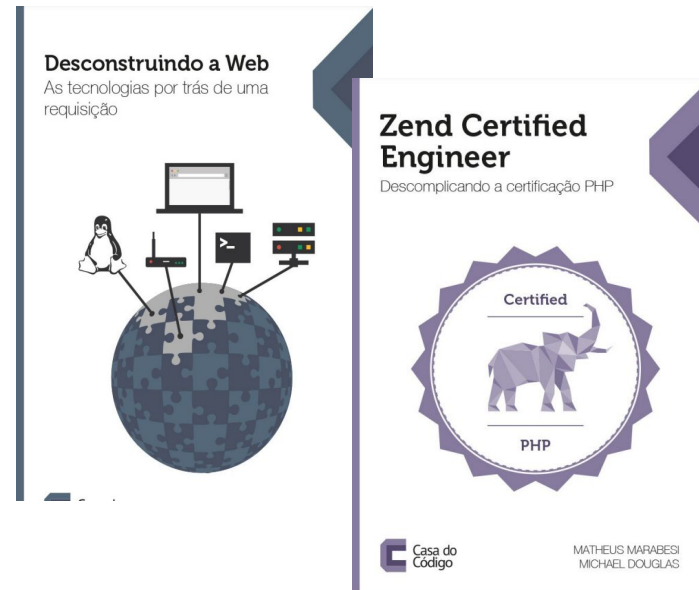 Desconstruindo a Web
As tecnologias por trás de uma
requisição
>_
Zend Certified
Engineer
Descomplicando a certificação PHP
Certified
PHP
Casa do
Código
MATHEUS MARABESI
MICHAEL DOUGLAS